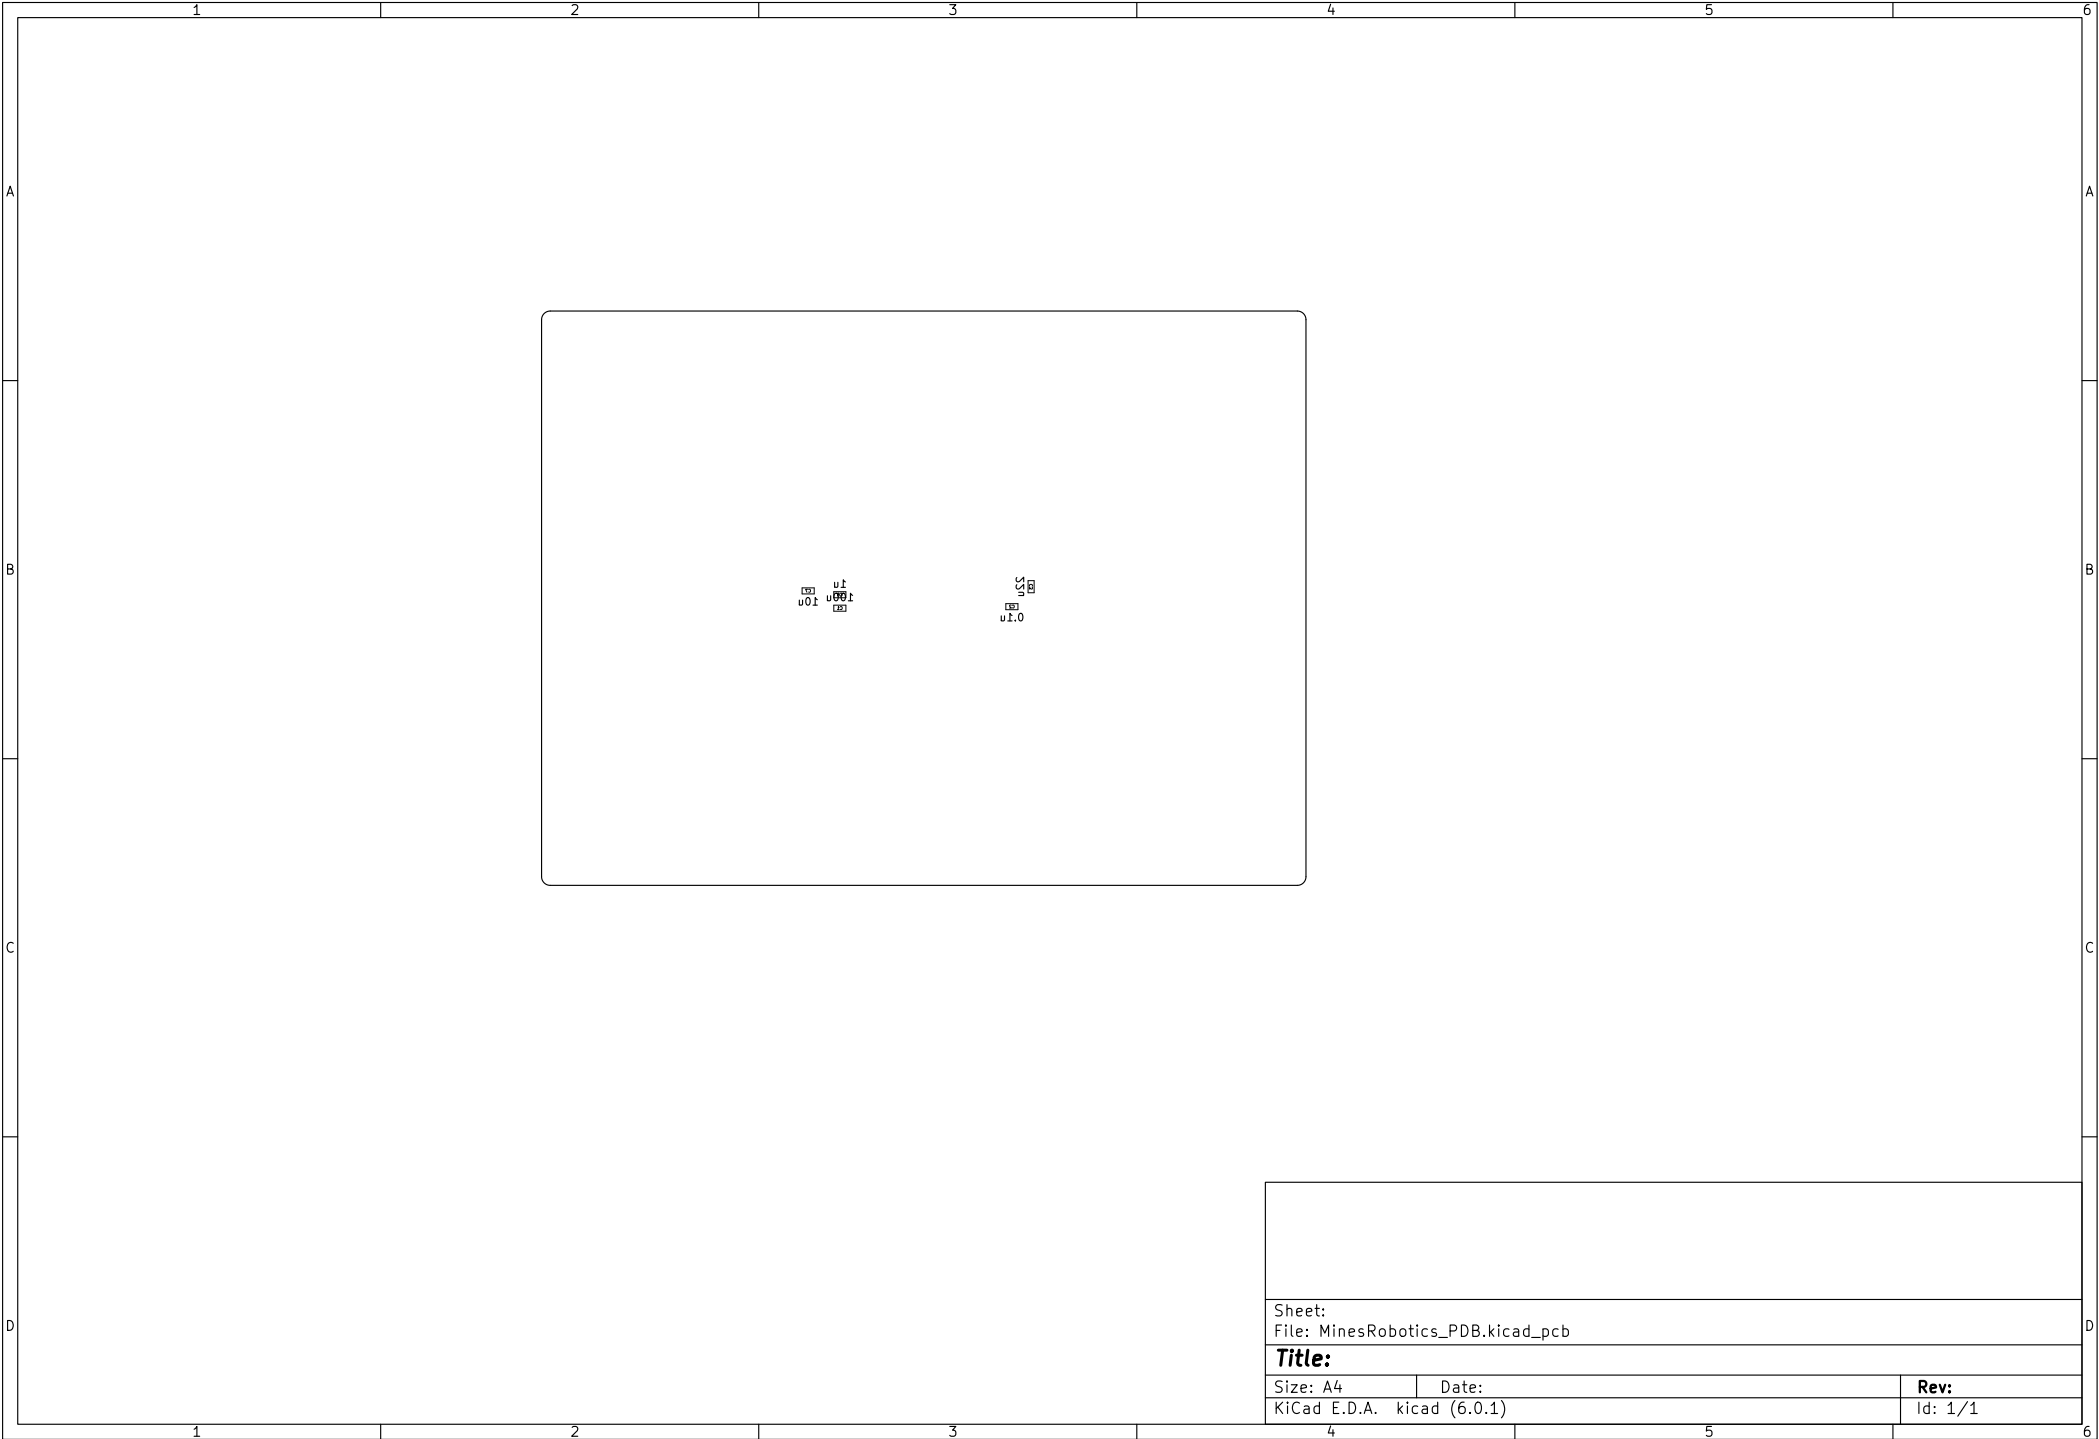 1 2 3 4 5 6
A A
1u
22u
10u 100u
0.1u
B B
C C
Sheet:
File: MinesRobotics_PDB.kicad_pcb
D D
Title:
Size: A4 Date: Rev:
KiCad E.D.A. kicad (6.0.1) Id: 1/1
1 2 3 4 5 6